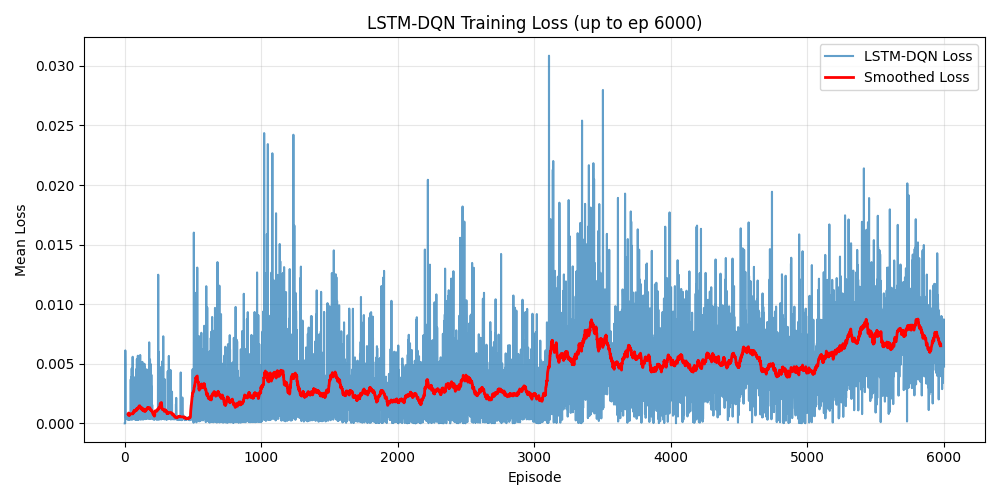 LSTM-DQN Training Loss (up to ep 6000)
LSTM-DQN Loss
Smoothed Loss
Mean Loss
0.030
0.025
0.020
0.015
0.010
0.005
0.000
0 1000 2000 3000 4000 5000 6000
Episode